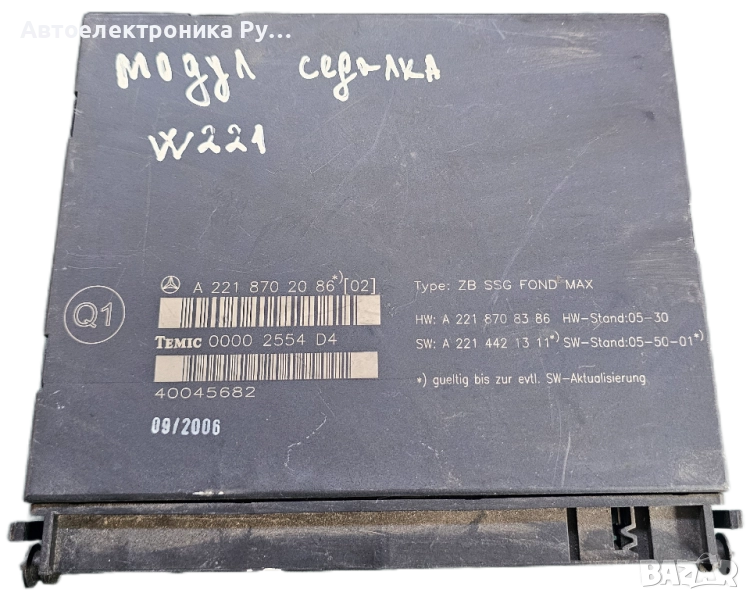 Автоелектроника Ру...
модул седалка
W221
A 221 870 20 86*)[02]
Type: ZB SSG FOND MAX
Q1
HW: A 221 870 83 86 HW-Stand:05-30
TEMIC 0000 2554 D4
SW: A 221 442 13 11*) SW-Stand:05-50-01*)
*) gueltig bis zur evtl. SW-Aktualisierung
40045682
09/2006
BAZAR